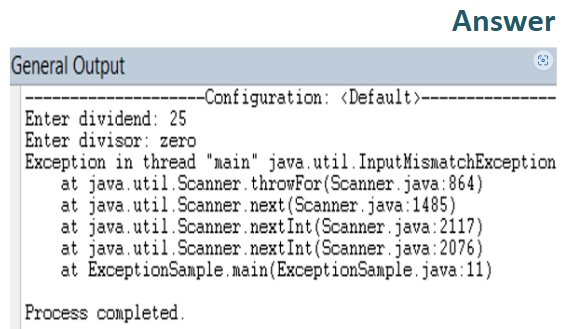 Answer
General Output
--------------------Configuration: <Default>--------------------
Enter dividend: 25
Enter divisor: zero
Exception in thread "main" java.util.InputMismatchException
at java.util.Scanner.throwFor(Scanner.java:864)
at java.util.Scanner.next(Scanner.java:1485)
at java.util.Scanner.nextInt(Scanner.java:2117)
at java.util.Scanner.nextInt(Scanner.java:2076)
at ExceptionSample.main(ExceptionSample.java:11)
Process completed.